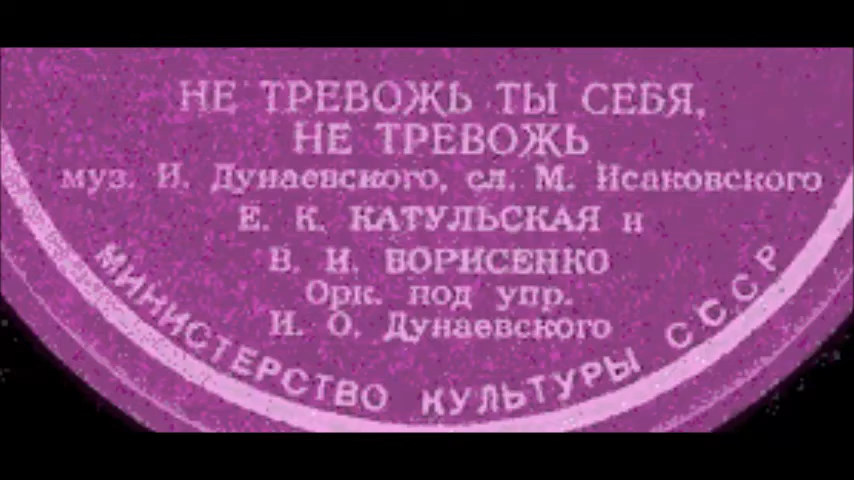 НЕ ТРЕВОЖЬ ТЫ СЕБЯ,
НЕ ТРЕВОЖЬ
муз. И. Дунаевского, сл. М. Исаковского
Е. К. КАТУЛЬСКАЯ и
В. И. БОРИСЕНКО
Орк. под упр.
И. О. Дунаевского
МИНИСТЕРСТВО КУЛЬТУРЫ СССР